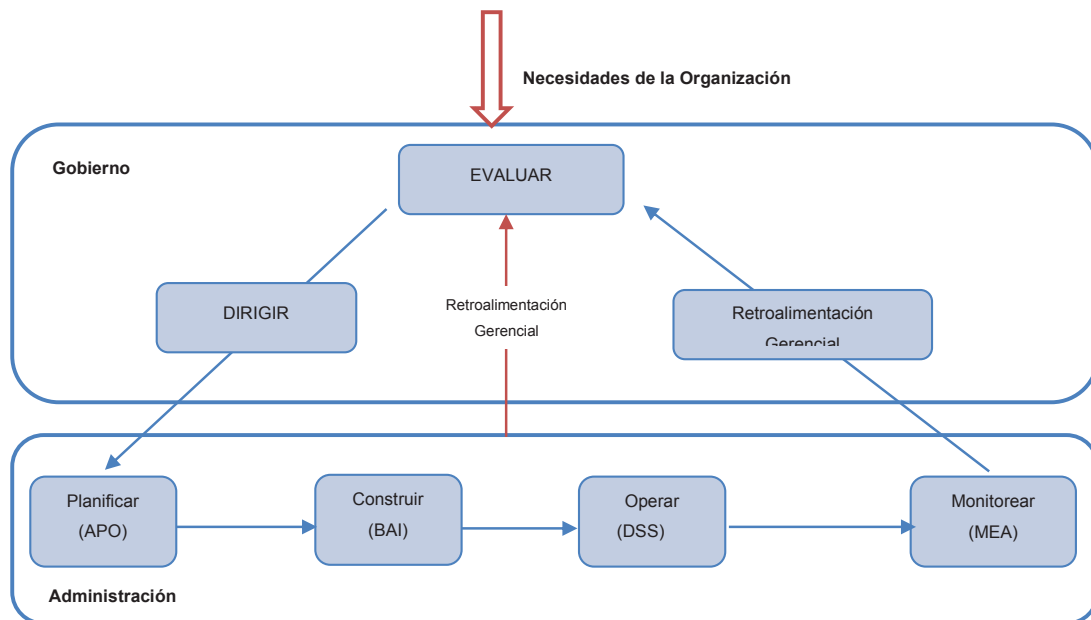 Necesidades de la Organización
Gobierno
EVALUAR
DIRIGIR
Retroalimentación
Gerencial
Retroalimentación
Gerencial
Planificar
(APO)
Construir
(BAI)
Operar
(DSS)
Monitorear
(MEA)
Administración